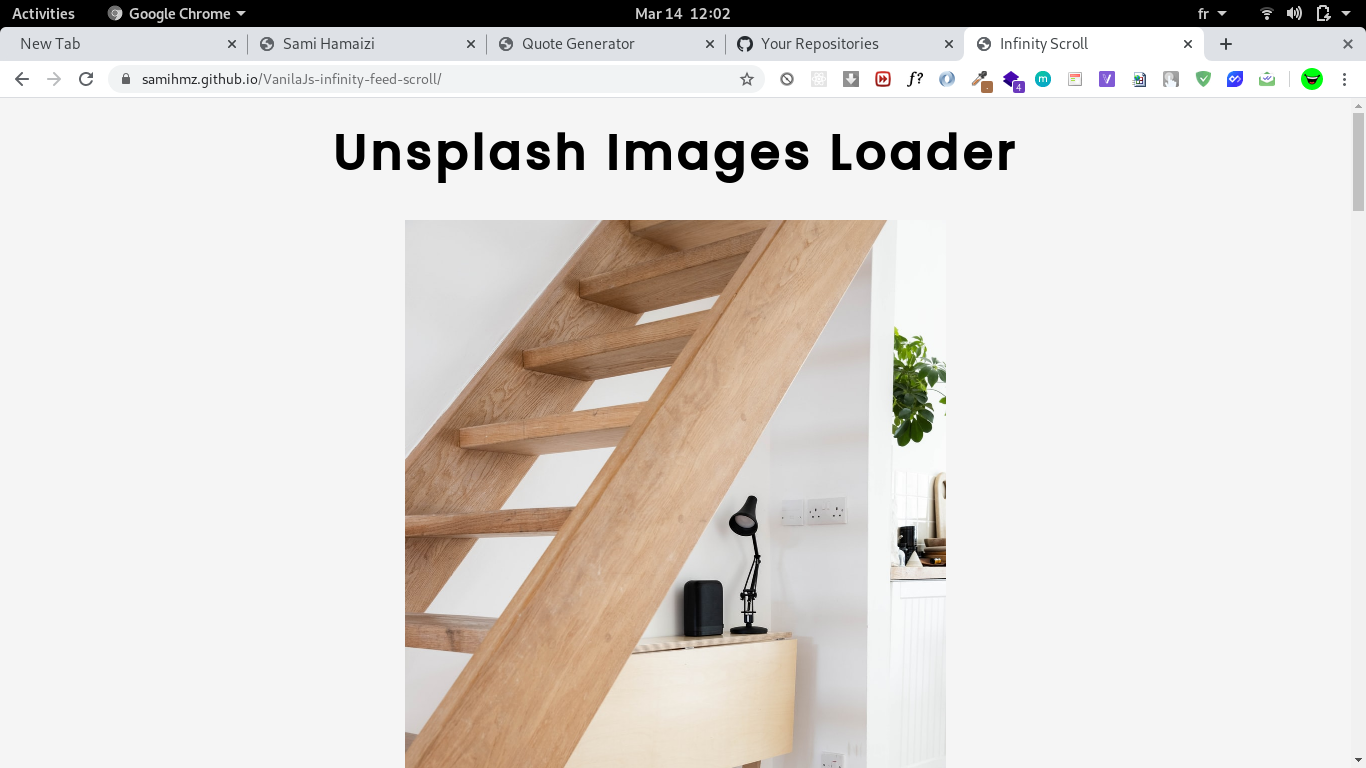 Activities Google Chrome Mar 14 12:02 fr
New Tab Sami Hamaizi Quote Generator Your Repositories Infinity Scroll
samihmz.github.io/VanilaJs-infinity-feed-scroll/ f? 4 m V
Unsplash Images Loader